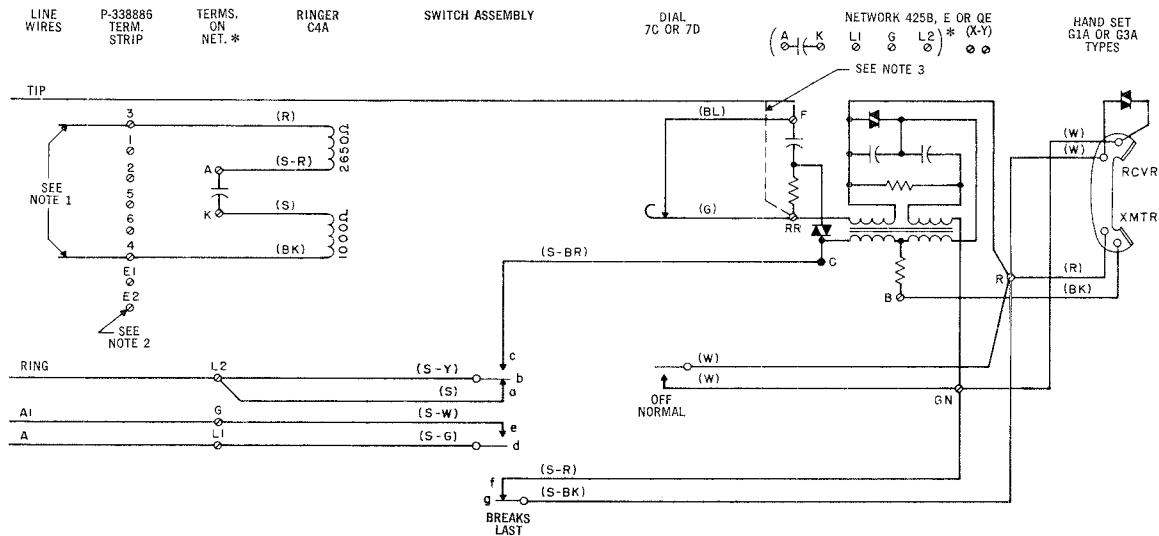 LINE WIRES
P-338886 TERM. STRIP
TERMS. ON NET. *
RINGER C4A
SWITCH ASSEMBLY
DIAL 7C OR 7D
NETWORK 425B, E OR QE
(A K L1 G L2)* (X-Y)
HAND SET G1A OR G3A TYPES
SEE NOTE 3
TIP
3
(R)
(BL)
F
1
2650Ω
(S-R)
A
2
(W)
(W)
RCVR
SEE NOTE 1
5
K
(S)
6
1000Ω
(G)
RR
XMTR
4
(BK)
(S-BR)
C
E1
R
(R)
E2
B
(BK)
SEE NOTE 2
c
RING
L2
(S-Y)
b
(W)
(S)
a
(W)
OFF NORMAL
GN
A1
G
(S-W)
e
A
L1
(S-G)
d
(S-R)
f
(S-BK)
g
BREAKS LAST